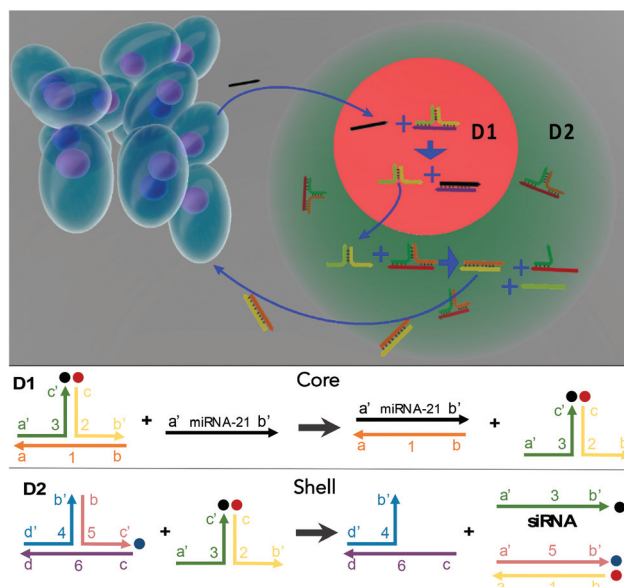 D1 D2
+
+
+ +
+
D1 Core
c' c c' c
a' 3 2 b' + a' miRNA-21 b' a' miRNA-21 b' + a' 3 2 b'
a 1 b a 1 b
D2 Shell
b' b c' c b' a' 3 b'
siRNA
d' 4 5 c' + a' 3 2 b' d' 4 + a' 5 b'
d 6 c d 6 c a 1 b